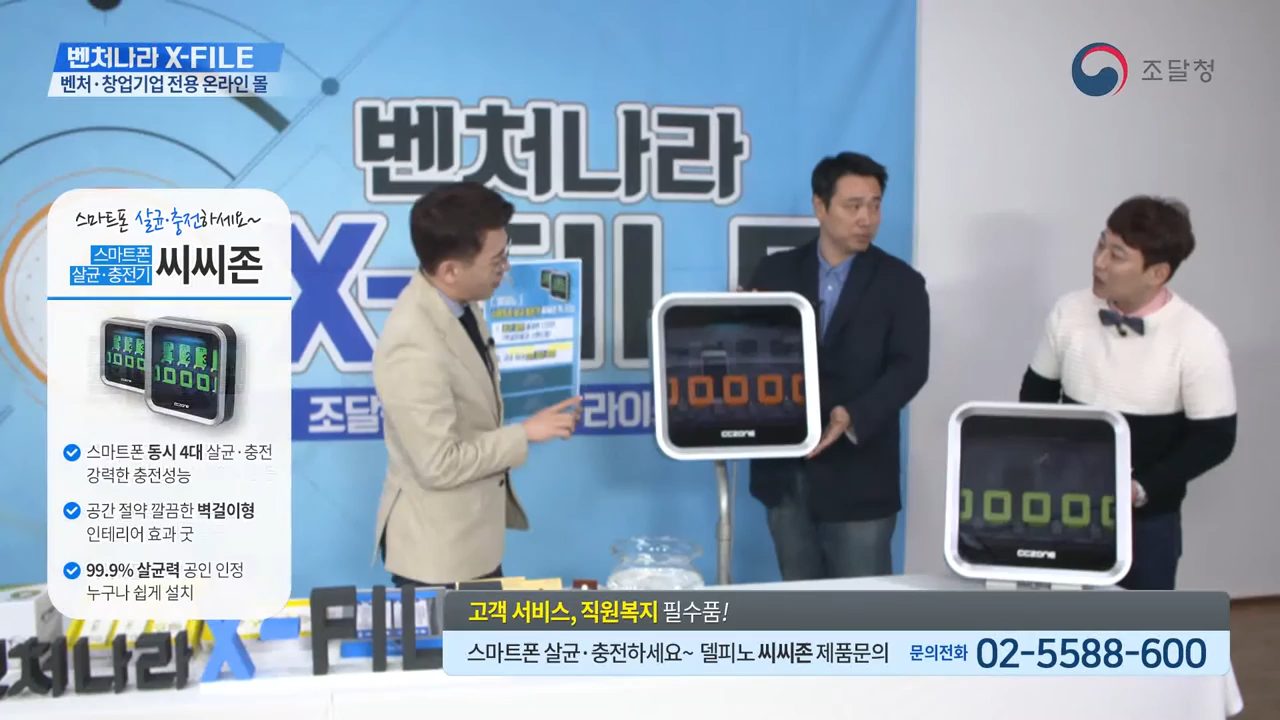 벤처나라 X-FILE
벤처·창업기업 전용 온라인 몰
조달청
벤처나라
스마트폰 살균·충전하세요~
스마트폰
살균·충전기
씨씨존
CCZONE
스마트폰 동시 4대 살균·충전
강력한 충전성능
공간 절약 깔끔한 벽걸이형
인테리어 효과 굿
99.9% 살균력 공인 인정
누구나 쉽게 설치
X-FILE
조달
라이
CCZONE
CCZONE
벤처나라 X-FIL
고객 서비스, 직원복지 필수품!
스마트폰 살균·충전하세요~ 델피노 씨씨존 제품문의
문의전화 02-5588-600